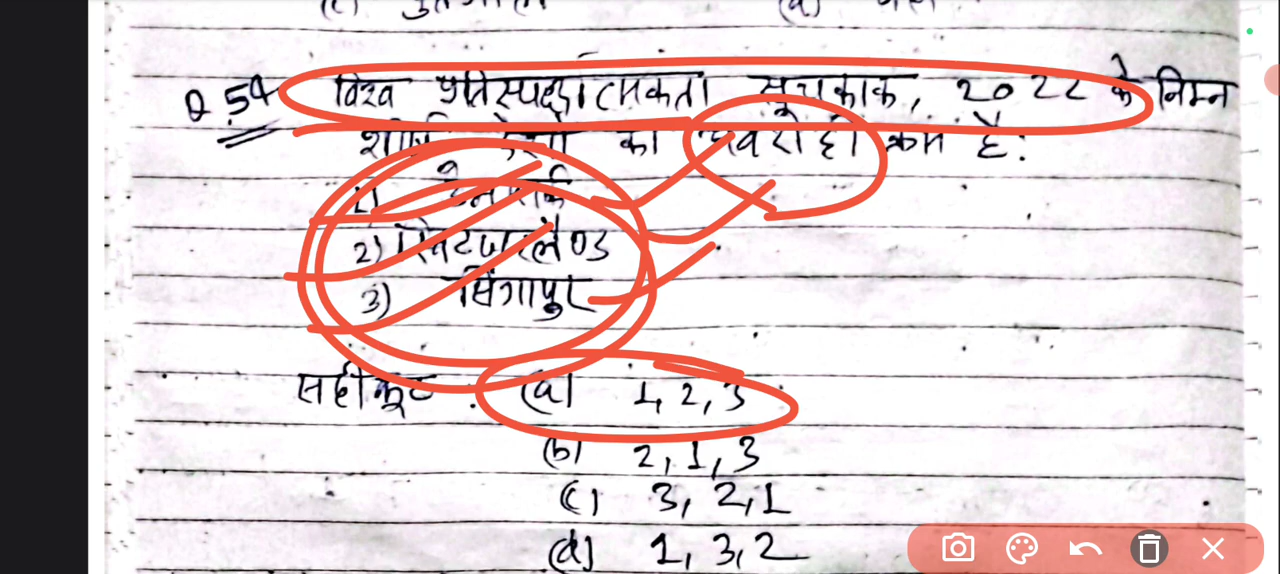 Q.54 विश्व प्रतिस्पर्द्धात्मकता सूचकांक, 2022 के निम्न
शीर्ष देशों का अवरोही क्रम है:
1) डेनमार्क
2) स्विटजरलैण्ड
3) सिंगापुर
सही कूट : (a) 1, 2, 3
(b) 2, 1, 3
(c) 3, 2, 1
(d) 1, 3, 2